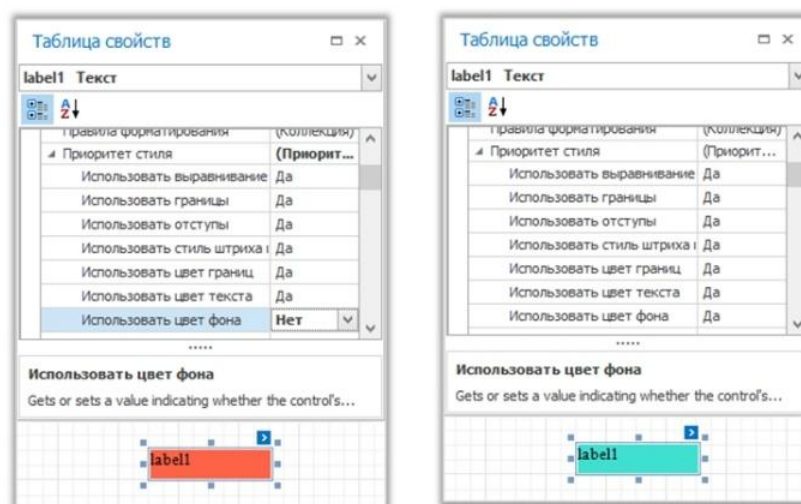 Таблица свойств
label1 Текст
Правила форматирования (Коллекция)
Приоритет стиля (Приорит...
Использовать выравнивание Да
Использовать границы Да
Использовать отступы Да
Использовать стиль штриха Да
Использовать цвет границ Да
Использовать цвет текста Да
Использовать цвет фона Нет
Использовать цвет фона
Gets or sets a value indicating whether the control's...
label1
Таблица свойств
label1 Текст
Правила форматирования (Коллекция)
Приоритет стиля (Приорит...
Использовать выравнивание Да
Использовать границы Да
Использовать отступы Да
Использовать стиль штриха Да
Использовать цвет границ Да
Использовать цвет текста Да
Использовать цвет фона Да
Использовать цвет фона
Gets or sets a value indicating whether the control's...
label1